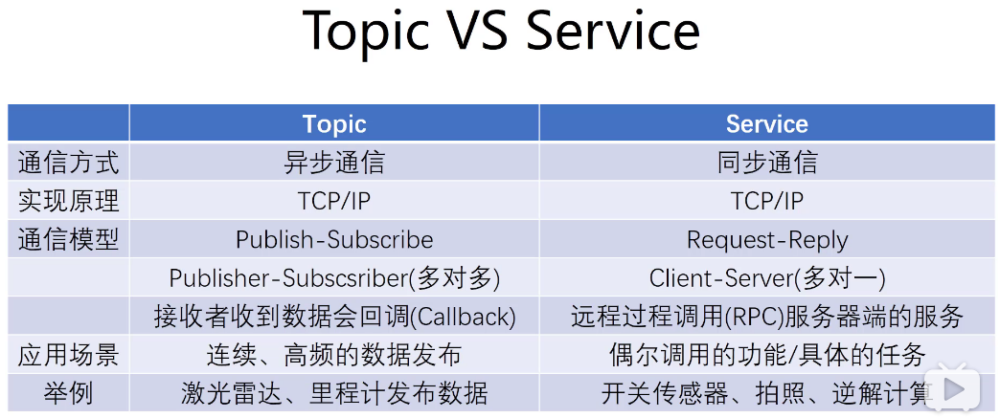 Topic VS Service
Topic Service
通信方式 异步通信 同步通信
实现原理 TCP/IP TCP/IP
通信模型 Publish-Subscribe Request-Reply
Publisher-Subscsriber(多对多) Client-Server(多对一)
接收者收到数据会回调(Callback) 远程过程调用(RPC)服务器端的服务
应用场景 连续、高频的数据发布 偶尔调用的功能/具体的任务
举例 激光雷达、里程计发布数据 开关传感器、拍照、逆解计算